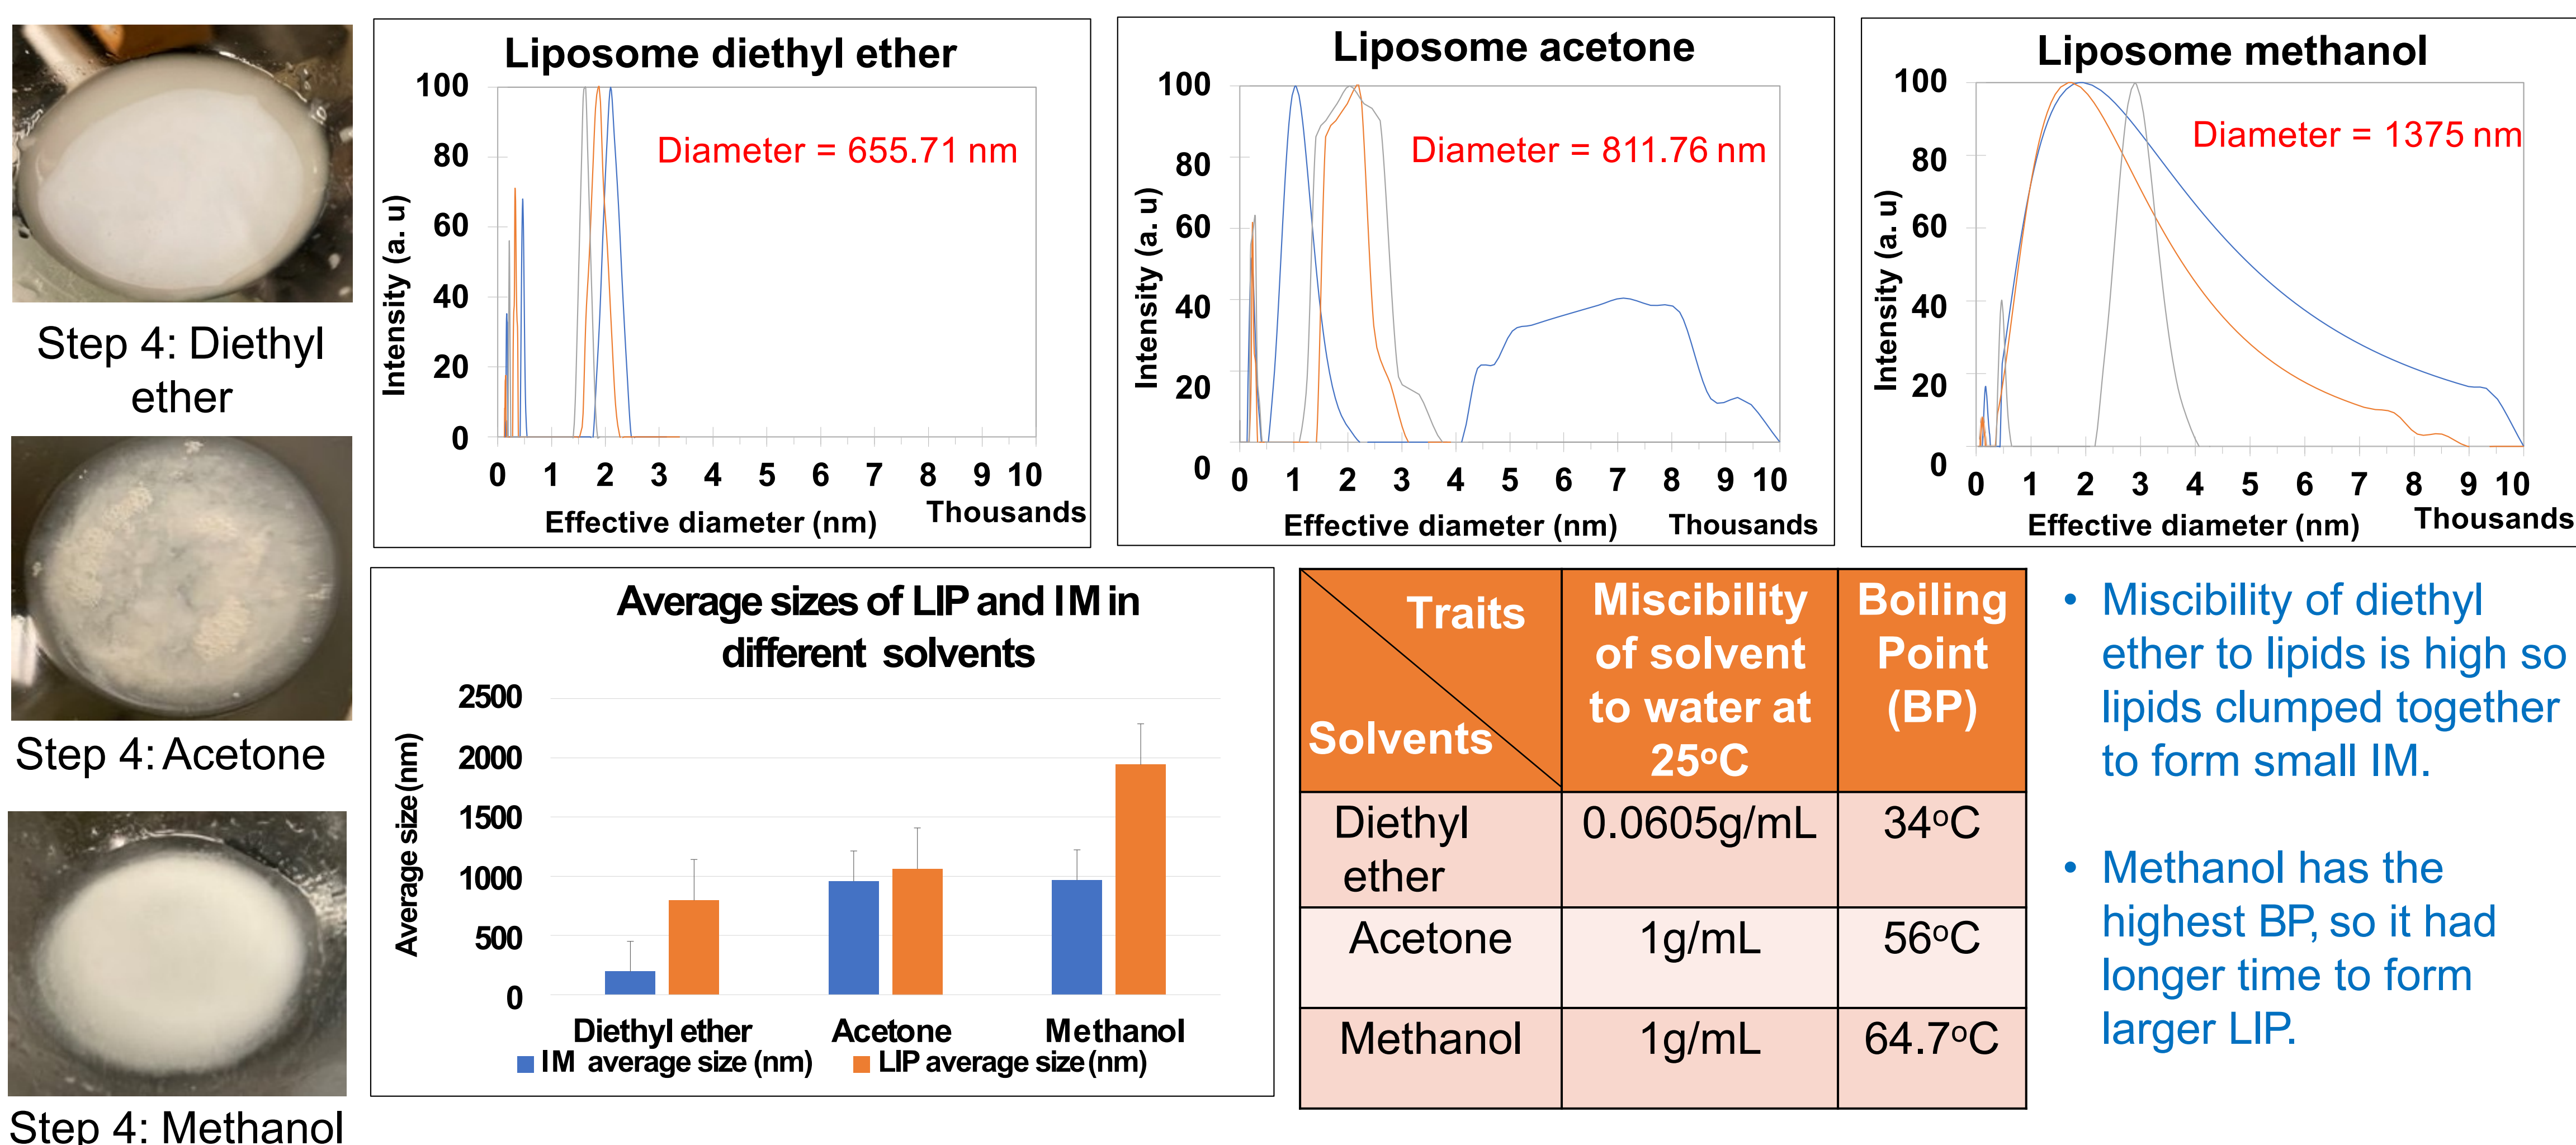 Step 4: Diethyl
ether
Step 4: Acetone
Step 4: Methanol
Liposome diethyl ether
Diameter = 655.71 nm
Intensity (a. u)
100
80
60
40
20
0
0 1 2 3 4 5 6 7 8 9 10
Thousands
Effective diameter (nm)
Liposome acetone
Diameter = 811.76 nm
Intensity (a. u)
100
80
60
40
20
0
0 1 2 3 4 5 6 7 8 9 10
Effective diameter (nm) Thousands
Liposome methanol
Diameter = 1375 nm
Intensity (a. u)
100
80
60
40
20
0
0 1 2 3 4 5 6 7 8 9 10
Thousands
Effective diameter (nm)
Average sizes of LIP and IM in
different solvents
Average size (nm)
2500
2000
1500
1000
500
0
Diethyl ether Acetone Methanol
IM average size (nm) LIP average size (nm)
Traits
Solvents
Miscibility
of solvent
to water at
25°C
Boiling
Point
(BP)
Diethyl
ether
0.0605g/mL
34°C
Acetone
1g/mL
56°C
Methanol
1g/mL
64.7°C
• Miscibility of diethyl
ether to lipids is high so
lipids clumped together
to form small IM.
• Methanol has the
highest BP, so it had
longer time to form
larger LIP.